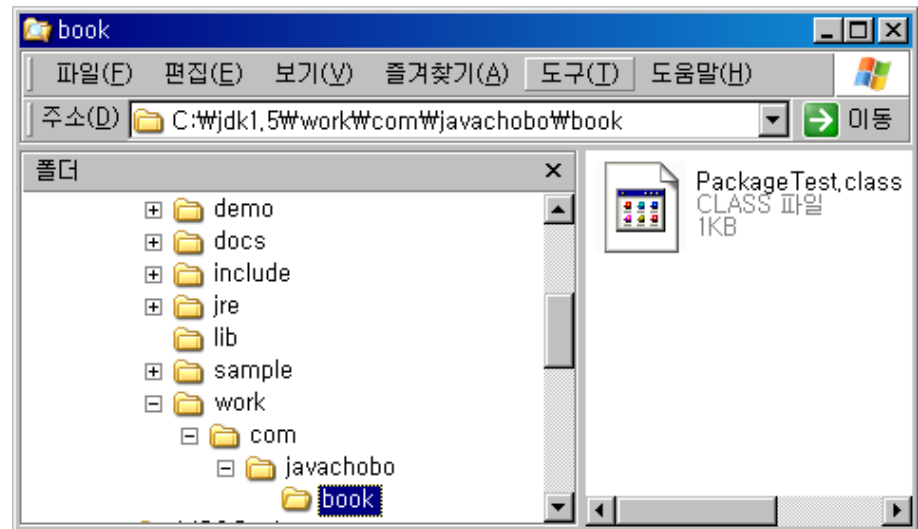 book
파일(F) 편집(E) 보기(V) 즐겨찾기(A) 도구(T) 도움말(H)
주소(D) C:₩jdk1,5₩work₩com₩javachobo₩book 이동
폴더
demo
docs
include
jre
lib
sample
work
com
javachobo
book
PackageTest,class
CLASS 파일
1KB